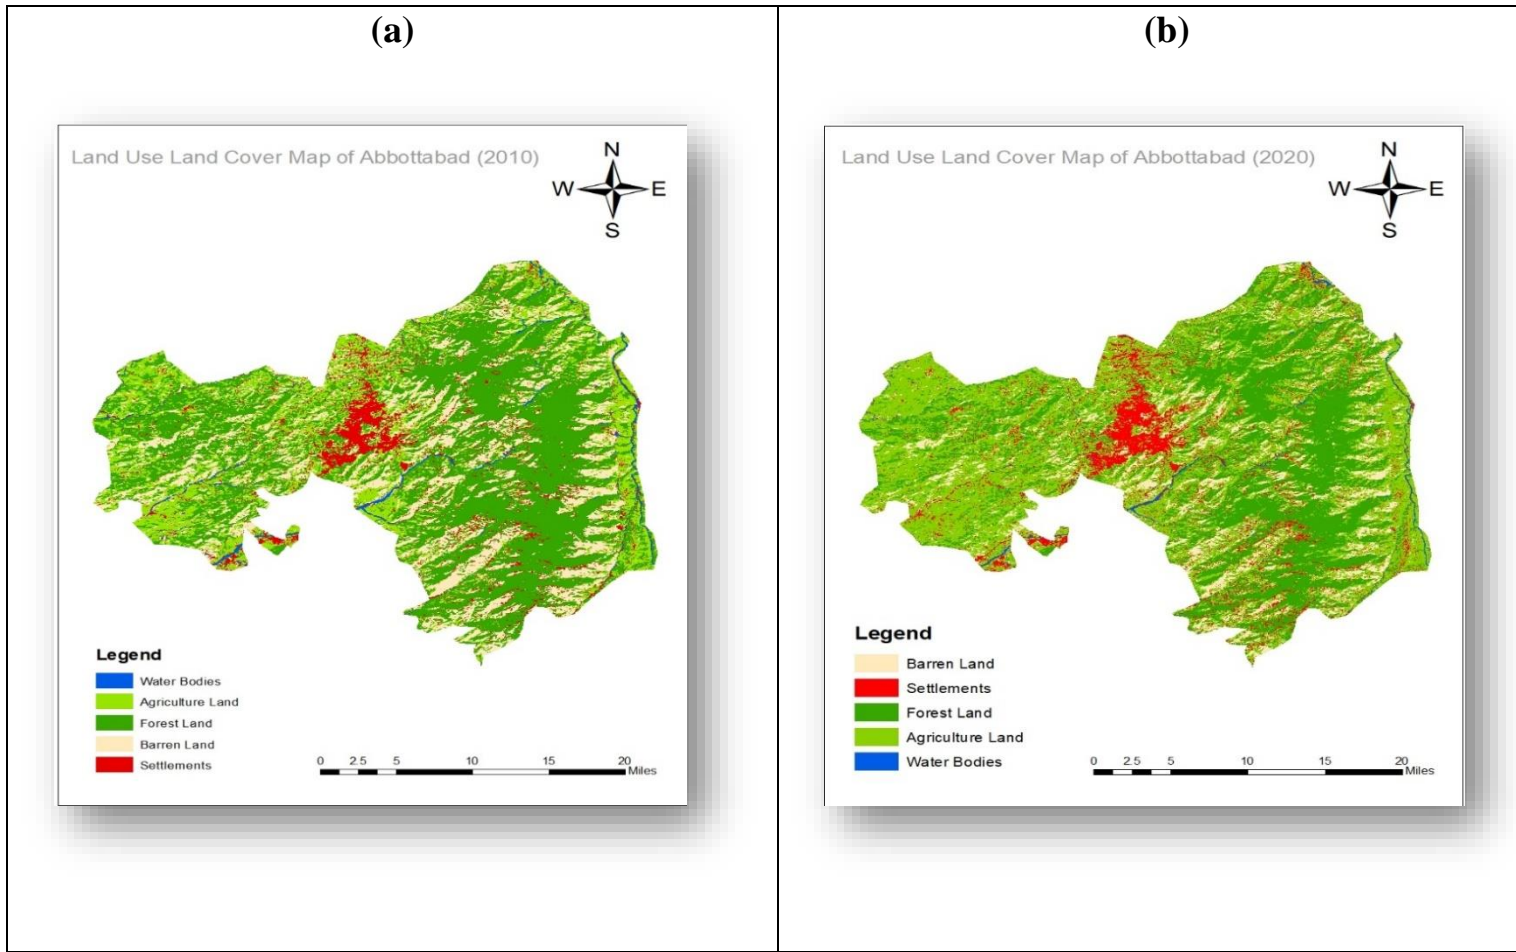 (a)
Land Use Land Cover Map of Abbottabad (2010)
N
W E
S
Legend
Water Bodies
Agriculture Land
Forest Land
Barren Land
Settlements
0 2.5 5 10 15 20
Miles
(b)
Land Use Land Cover Map of Abbottabad (2020)
N
W E
S
Legend
Barren Land
Settlements
Forest Land
Agriculture Land
Water Bodies
0 2.5 5 10 15 20
Miles